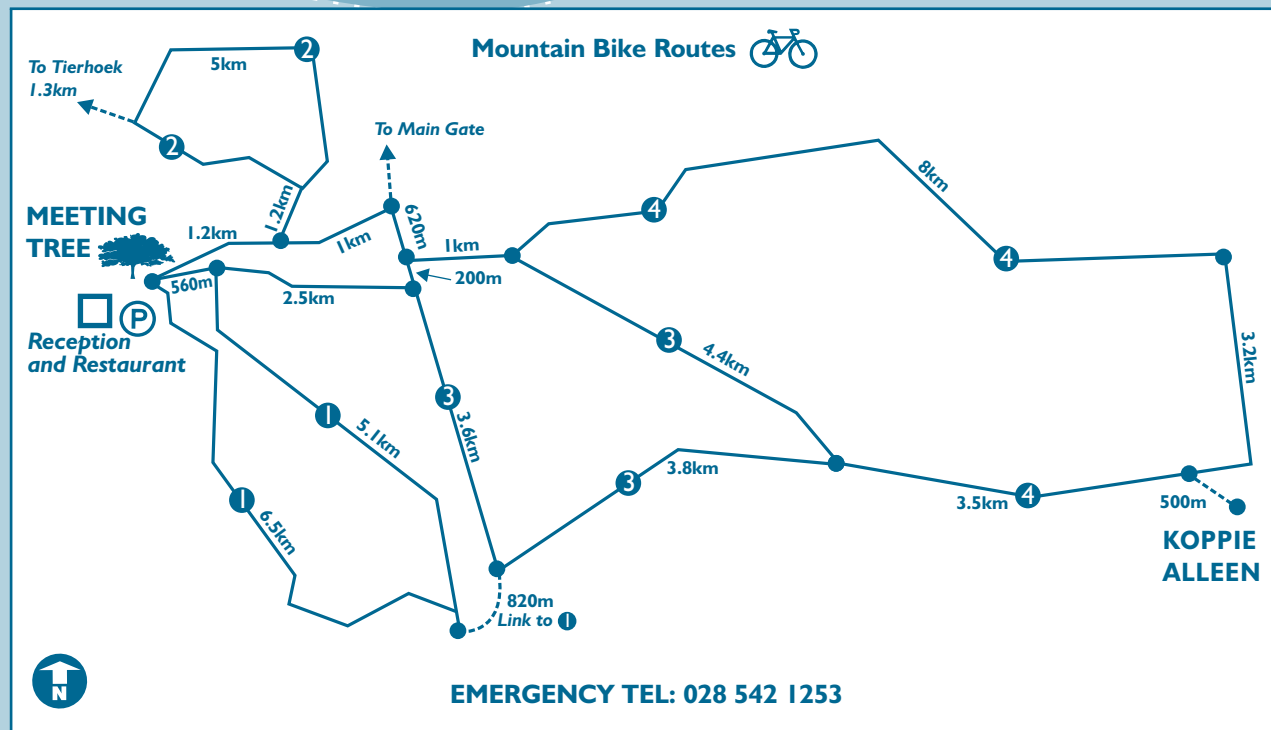 Mountain Bike Routes
2
5km
To Tierhoek
1.3km
2
To Main Gate
MEETING
TREE
1.2km
1.2km
1km
620m
1km
200m
4
8km
4
560m
2.5km
P
Reception
and Restaurant
3
4.4km
3.2km
3
3.6km
1
5.1km
3
3.8km
1
6.5km
3.5km
4
500m
KOPPIE
ALLEEN
820m
Link to 1
N
EMERGENCY TEL: 028 542 1253